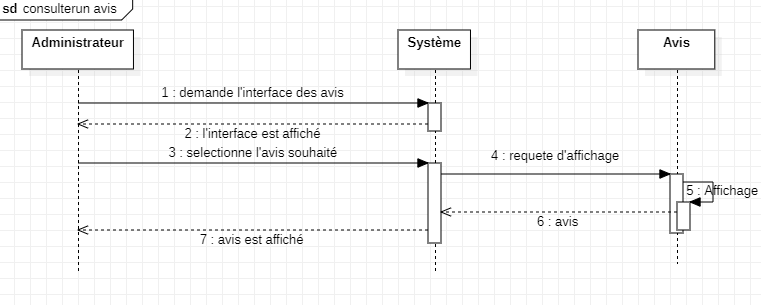 sd consulterun avis
Administrateur
Système
Avis
1 : demande l'interface des avis
2 : l'interface est affiché
3 : selectionne l'avis souhaité
4 : requete d'affichage
5 : Affichage
6 : avis
7 : avis est affiché